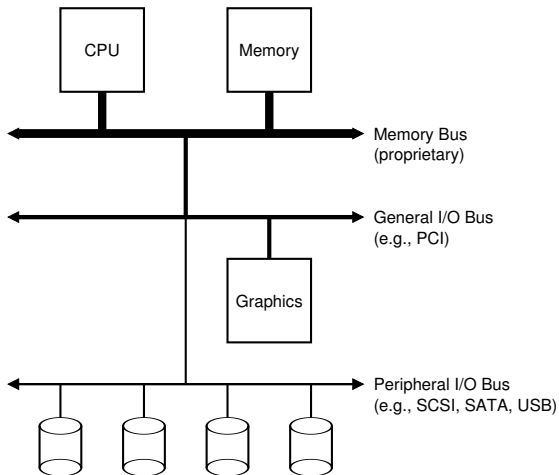 CPU
Memory
Memory Bus
(proprietary)
General I/O Bus
(e.g., PCI)
Graphics
Peripheral I/O Bus
(e.g., SCSI, SATA, USB)